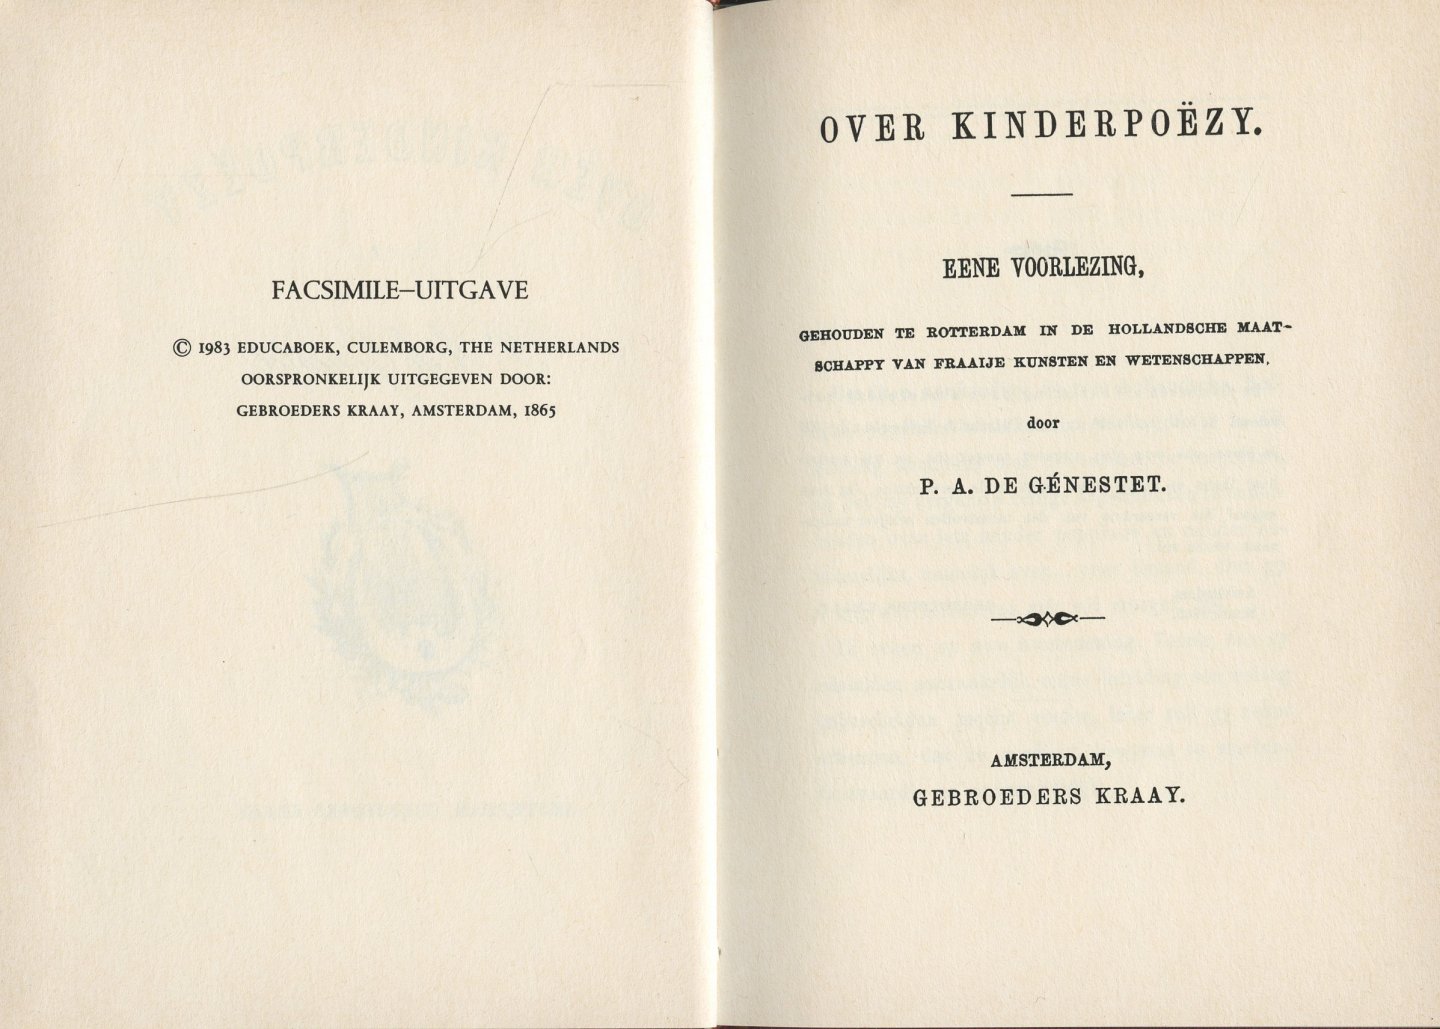 FACSIMILE–UITGAVE
© 1983 EDUCABOEK, CULEMBORG, THE NETHERLANDS
OORSPRONKELIJK UITGEGEVEN DOOR:
GEBROEDERS KRAAY, AMSTERDAM, 1865
OVER KINDERPOËZY.
EENE VOORLEZING,
GEHOUDEN TE ROTTERDAM IN DE HOLLANDSCHE MAAT-
SCHAPPY VAN FRAAIJE KUNSTEN EN WETENSCHAPPEN,
door
P. A. DE GÉNESTET.
AMSTERDAM,
GEBROEDERS KRAAY.